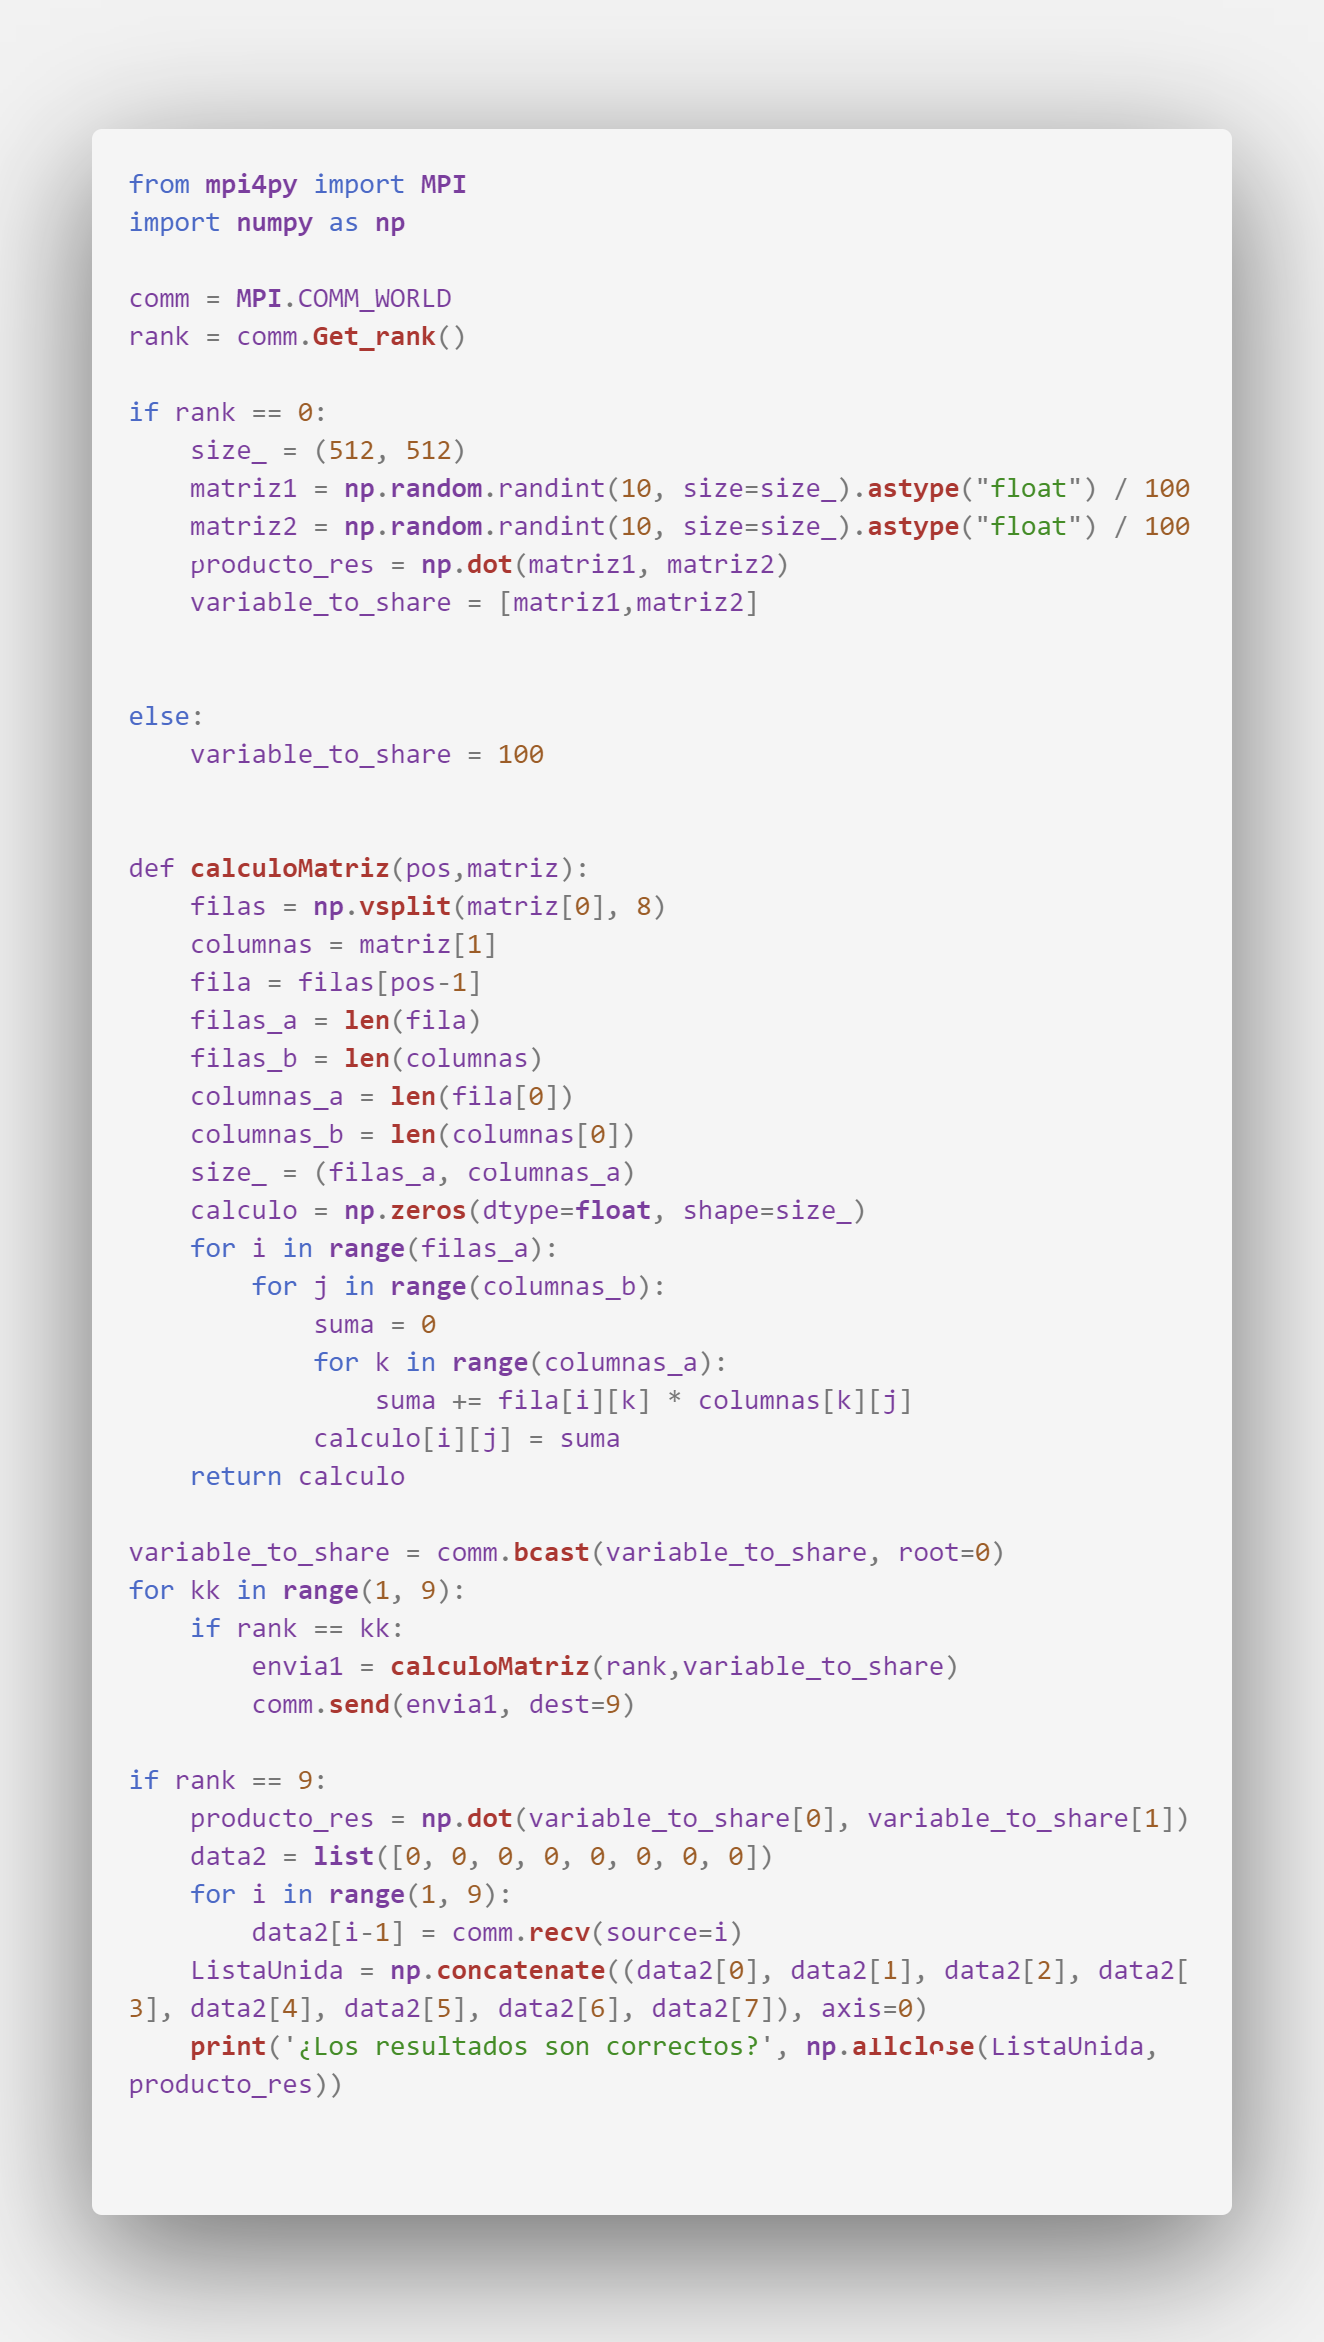 from mpi4py import MPI
import numpy as np

comm = MPI.COMM_WORLD
rank = comm.Get_rank()

if rank == 0:
    size_ = (512, 512)
    matriz1 = np.random.randint(10, size=size_).astype("float") / 100
    matriz2 = np.random.randint(10, size=size_).astype("float") / 100
    producto_res = np.dot(matriz1, matriz2)
    variable_to_share = [matriz1,matriz2]


else:
    variable_to_share = 100


def calculoMatriz(pos,matriz):
    filas = np.vsplit(matriz[0], 8)
    columnas = matriz[1]
    fila = filas[pos-1]
    filas_a = len(fila)
    filas_b = len(columnas)
    columnas_a = len(fila[0])
    columnas_b = len(columnas[0])
    size_ = (filas_a, columnas_a)
    calculo = np.zeros(dtype=float, shape=size_)
    for i in range(filas_a):
        for j in range(columnas_b):
            suma = 0
            for k in range(columnas_a):
                suma += fila[i][k] * columnas[k][j]
            calculo[i][j] = suma
    return calculo

variable_to_share = comm.bcast(variable_to_share, root=0)
for kk in range(1, 9):
    if rank == kk:
        envia1 = calculoMatriz(rank,variable_to_share)
        comm.send(envia1, dest=9)

if rank == 9:
    producto_res = np.dot(variable_to_share[0], variable_to_share[1])
    data2 = list([0, 0, 0, 0, 0, 0, 0, 0])
    for i in range(1, 9):
        data2[i-1] = comm.recv(source=i)
    ListaUnida = np.concatenate((data2[0], data2[1], data2[2], data2[
3], data2[4], data2[5], data2[6], data2[7]), axis=0)
    print('¿Los resultados son correctos?', np.allclose(ListaUnida,
producto_res))